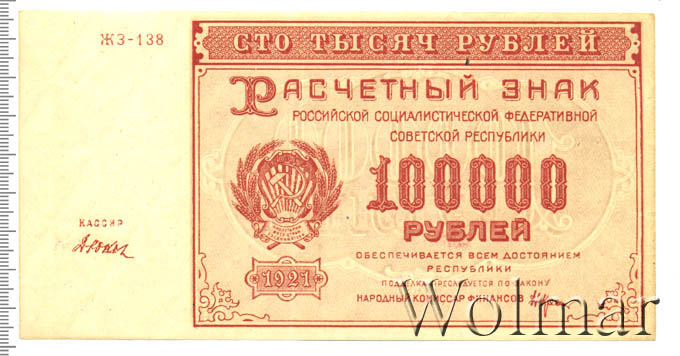 ЖЗ-138
СТО ТЫСЯЧ РУБЛЕЙ
РАСЧЕТНЫЙ ЗНАК
РОССИЙСКОЙ СОЦИАЛИСТИЧЕСКОЙ ФЕДЕРАТИВНОЙ
СОВЕТСКОЙ РЕСПУБЛИКИ
100000
РУБЛЕЙ
ОБЕСПЕЧИВАЕТСЯ ВСЕМ ДОСТОЯНИЕМ
РЕСПУБЛИКИ
ПОДДЕЛКА ПРЕСЛЕДУЕТСЯ ПО ЗАКОНУ
НАРОДНЫЙ КОМИССАР ФИНАНСОВ
КАССИР
1921
Wolmar